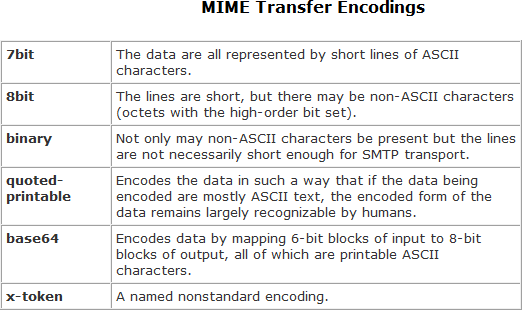 MIME Transfer Encodings
7bit The data are all represented by short lines of ASCII
characters.
8bit The lines are short, but there may be non-ASCII characters
(octets with the high-order bit set).
binary Not only may non-ASCII characters be present but the lines
are not necessarily short enough for SMTP transport.
quoted- Encodes the data in such a way that if the data being
printable encoded are mostly ASCII text, the encoded form of the
data remains largely recognizable by humans.
base64 Encodes data by mapping 6-bit blocks of input to 8-bit
blocks of output, all of which are printable ASCII
characters.
x-token A named nonstandard encoding.